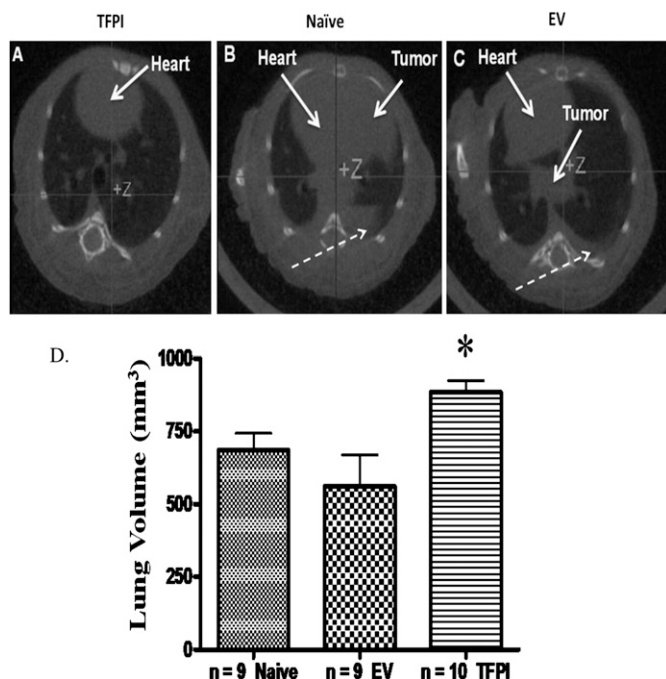 TFPI Naïve EV
A Heart
B Heart Tumor
C Heart
Tumor
+Z
+Z
+Z
D.
*
Lung Volume (mm³)
1000
750
500
250
0
n = 9 Naive n = 9 EV n = 10 TFPI